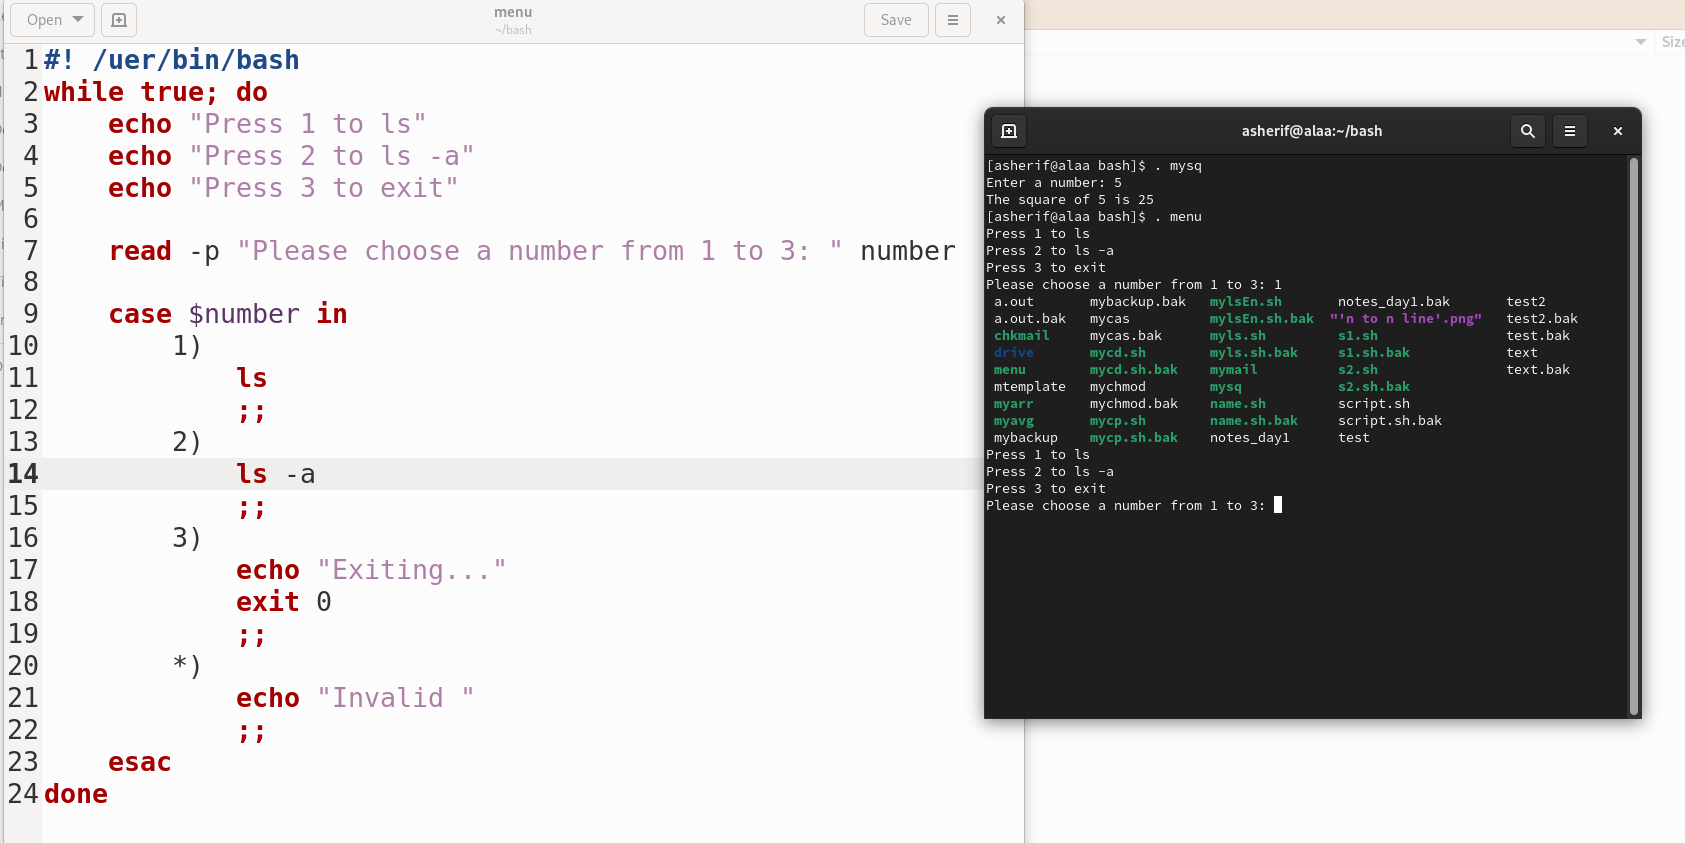 Open
menu
~/bash
Save
Size
1 #! /uer/bin/bash
2 while true; do
3     echo "Press 1 to ls"
4     echo "Press 2 to ls -a"
5     echo "Press 3 to exit"
6
7     read -p "Please choose a number from 1 to 3: " number
8
9     case $number in
10         1)
11             ls
12             ;;
13         2)
14             ls -a
15             ;;
16         3)
17             echo "Exiting..."
18             exit 0
19             ;;
20         *)
21             echo "Invalid "
22             ;;
23     esac
24 done
asherif@alaa:~/bash
[asherif@alaa bash]$ . mysq
Enter a number: 5
The square of 5 is 25
[asherif@alaa bash]$ . menu
Press 1 to ls
Press 2 to ls -a
Press 3 to exit
Please choose a number from 1 to 3: 1
a.out mybackup.bak mylsEn.sh notes_day1.bak test2
a.out.bak mycas mylsEn.sh.bak "'n to n line'.png" test2.bak
chkmail mycas.bak myls.sh s1.sh test.bak
drive mycd.sh myls.sh.bak s1.sh.bak text
menu mycd.sh.bak mymail s2.sh text.bak
mtemplate mychmod mysq s2.sh.bak
myarr mychmod.bak name.sh script.sh
myavg mycp.sh name.sh.bak script.sh.bak
mybackup mycp.sh.bak notes_day1 test
Press 1 to ls
Press 2 to ls -a
Press 3 to exit
Please choose a number from 1 to 3: